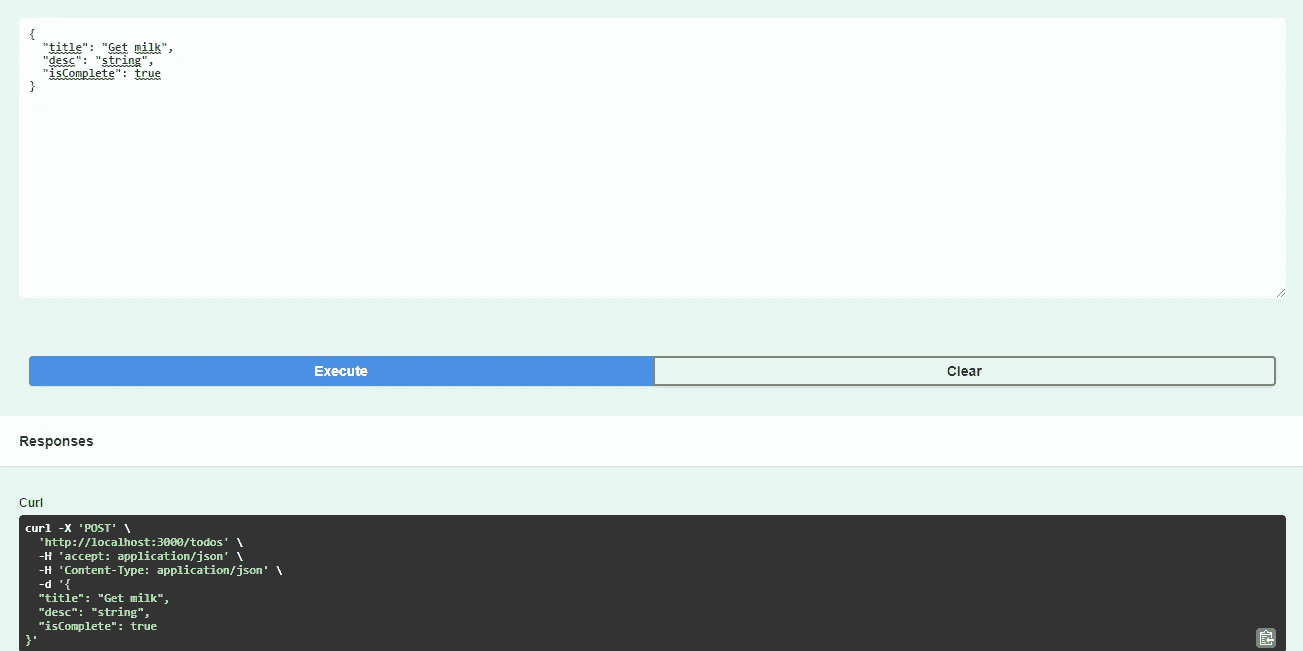 {
  "title": "Get milk",
  "desc": "string",
  "isComplete": true
}
Execute
Clear
Responses
Curl
curl -X 'POST' \
  'http://localhost:3000/todos' \
  -H 'accept: application/json' \
  -H 'Content-Type: application/json' \
  -d '{
  "title": "Get milk",
  "desc": "string",
  "isComplete": true
}'